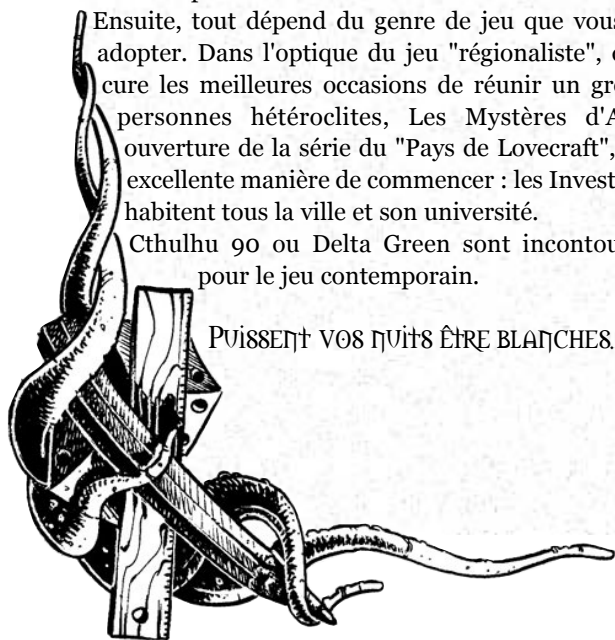 Ensuite, tout dépend du genre de jeu que vous
adopter. Dans l'optique du jeu "régionaliste",
cure les meilleures occasions de réunir un
personnes hétéroclites, Les Mystères
ouverture de la série du "Pays de Lovecraft",
excellente manière de commencer : les
habitent tous la ville et son université.
Cthulhu 90 ou Delta Green sont
pour le jeu contemporain.
PUISSENT VOS NUITS ÊTRE BLANCHES.